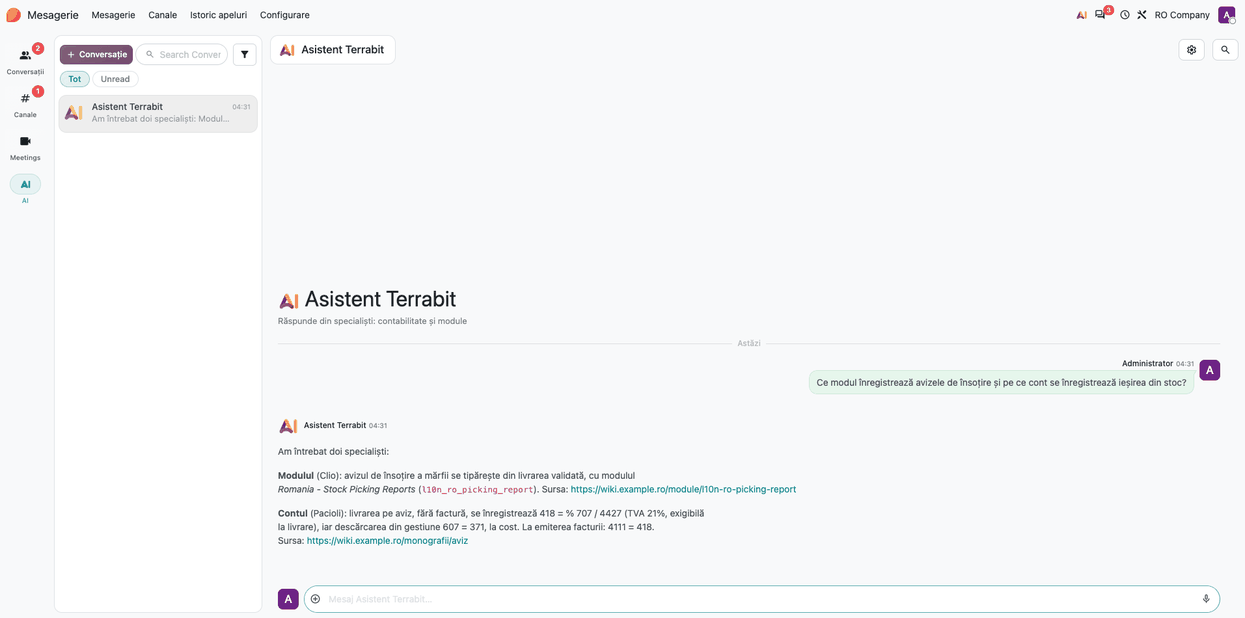 Mesagerie
Mesagerie Canale Istoric apeluri Configurare
AI 3 RO Company A
2
Conversații
1
Canale
Meetings
AI
AI
+ Conversație
Search Conver
Tot Unread
Asistent Terrabit 04:31
Am întrebat doi specialiști: Modul...
AI Asistent Terrabit
AI Asistent Terrabit
Răspunde din specialiști: contabilitate și module
Astăzi
Administrator 04:31
A
Ce modul înregistrează avizele de însoțire și pe ce cont se înregistrează ieșirea din stoc?
AI Asistent Terrabit 04:31
Am întrebat doi specialiști:
Modulul (Clio): avizul de însoțire a mărfii se tipărește din livrarea validată, cu modulul
Romania - Stock Picking Reports (l10n_ro_picking_report). Sursa: https://wiki.example.ro/module/l10n-ro-picking-report
Contul (Pacioli): livrarea pe aviz, fără factură, se înregistrează 418 = % 707 / 4427 (TVA 21%, exigibilă
la livrare), iar descărcarea din gestiune 607 = 371, la cost. La emiterea facturii: 4111 = 418.
Sursa: https://wiki.example.ro/monografii/aviz
A
Mesaj Asistent Terrabit...